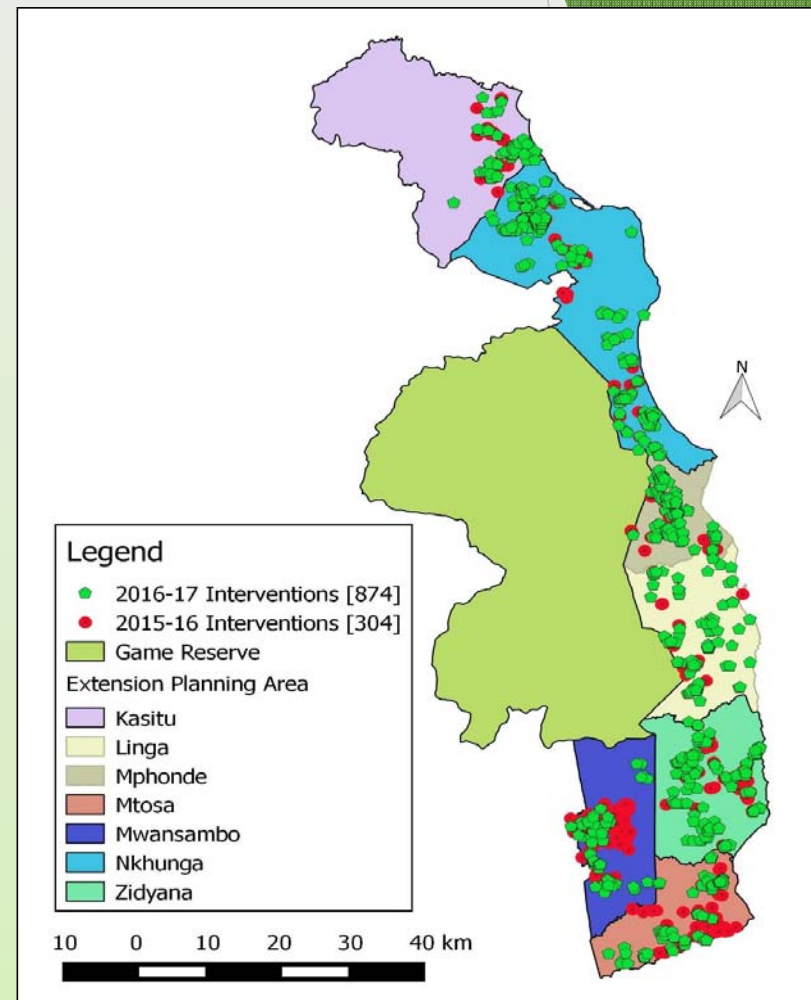 N
Legend
2016-17 Interventions [874]
2015-16 Interventions [304]
Game Reserve
Extension Planning Area
Kasitu
Linga
Mphonde
Mtosa
Mwansambo
Nkhunga
Zidyana
10 0 10 20 30 40 km